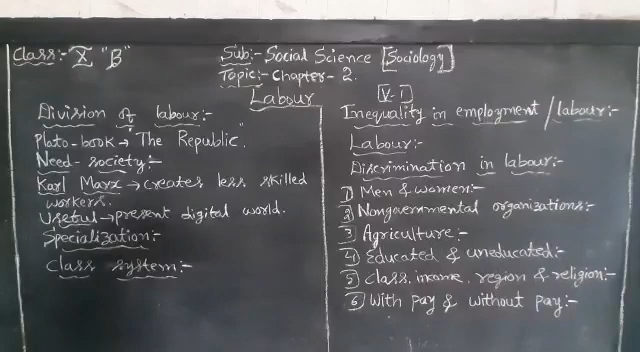 Class:- X "B"
Sub:- Social Science [Sociology]
Topic:- Chapter- 2.
Labour
[V-I]
Division of labour:-
Plato-book → "The Republic".
Need- society:-
Karl Marx → creates less skilled
workers.
Useful → present digital world.
Specialization:-
Class system:-
Inequality in employment / labour:-
Labour:-
Discrimination in labour:-
1) Men & women:-
2) Nongovernmental organizations:-
3) Agriculture:-
4) Educated & uneducated:-
5) Class, income, region & religion:-
6) With pay & without pay:-